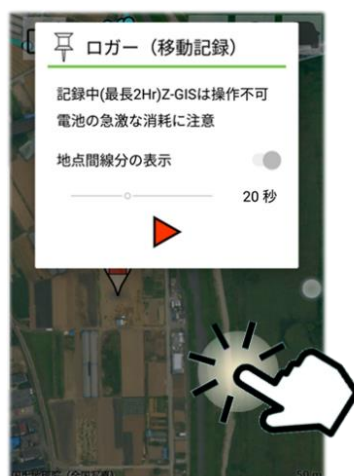 ロガー（移動記録）
記録中(最長2Hr)Z-GISは操作不可
電池の急激な消耗に注意
地点間線分の表示
20 秒
50 m